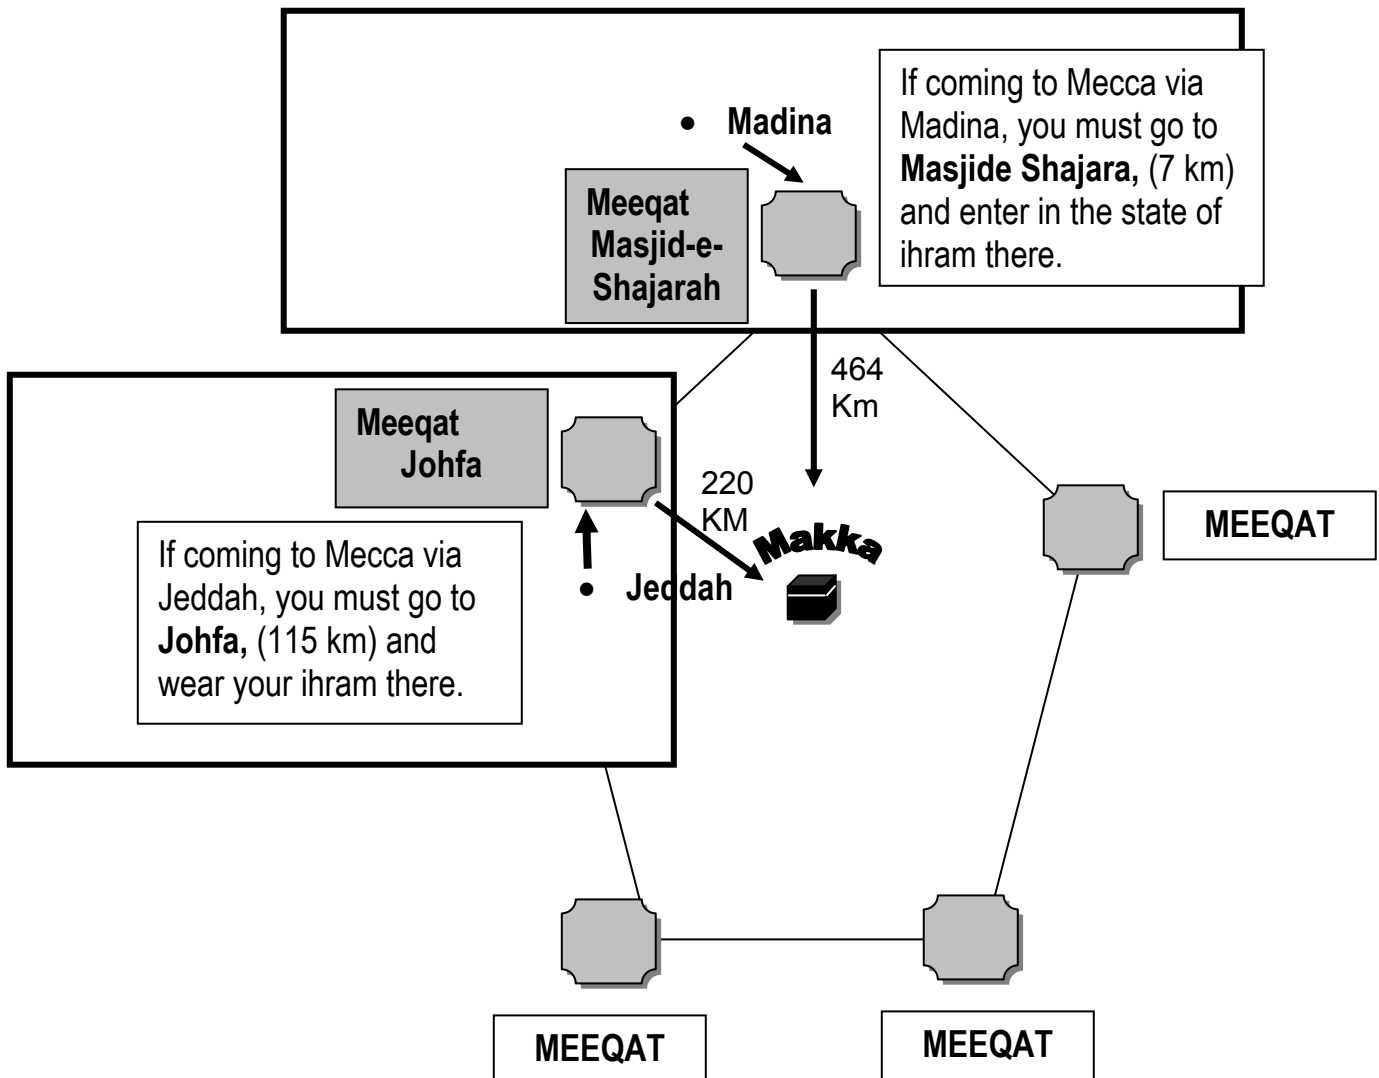 • Madina
Meeqat
Masjid-e-
Shajarah
If coming to Mecca via
Madina, you must go to
Masjide Shajara, (7 km)
and enter in the state of
ihram there.
464
Km
Meeqat
Johfa
220
KM
Makka
MEEQAT
If coming to Mecca via
Jeddah, you must go to
Johfa, (115 km) and
wear your ihram there.
• Jeddah
MEEQAT
MEEQAT